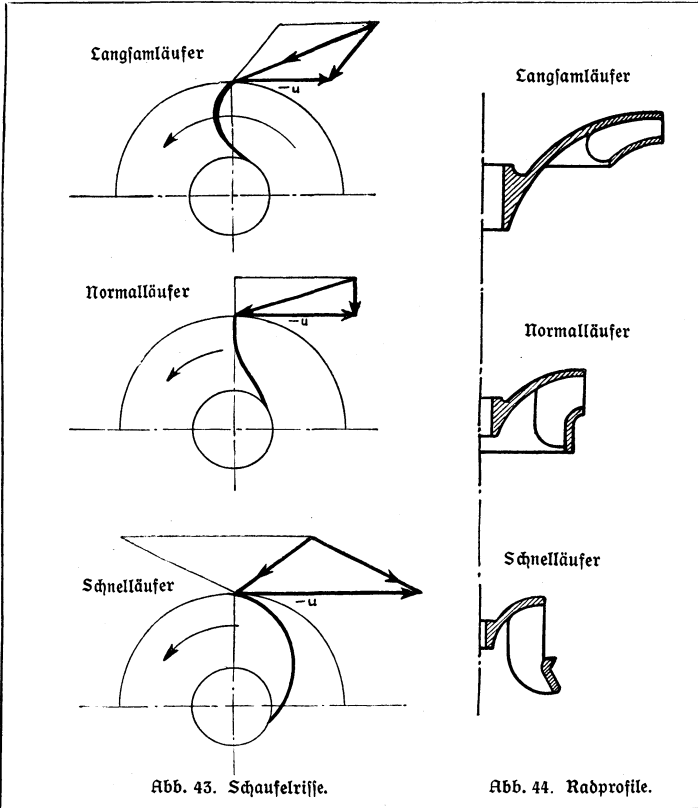 Langſamläufer
−u
Normalläufer
−u
Schnelläufer
−u
Abb. 43. Schaufelriſſe.
Langſamläufer
Normalläufer
Schnelläufer
Abb. 44. Radprofile.